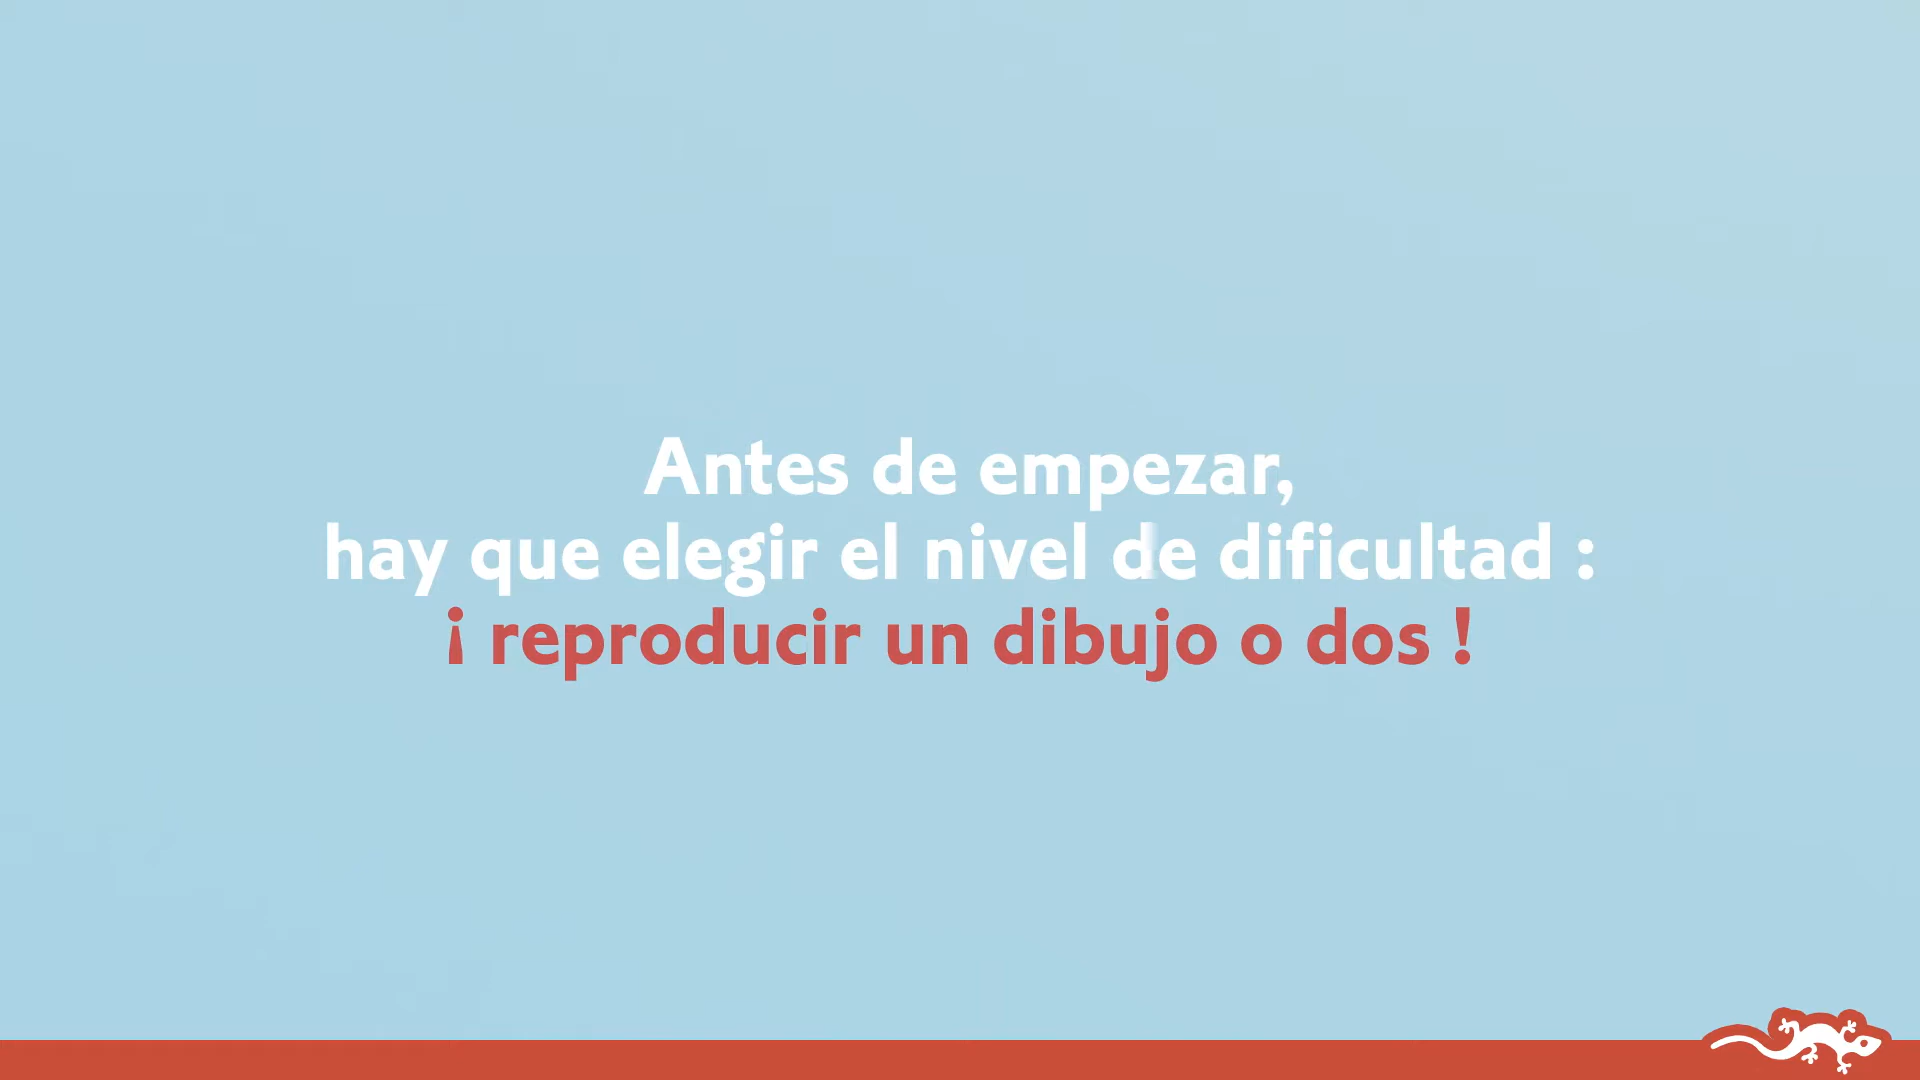 Antes de empezar,
hay que elegir el nivel de dificultad :
¡ reproducir un dibujo o dos !